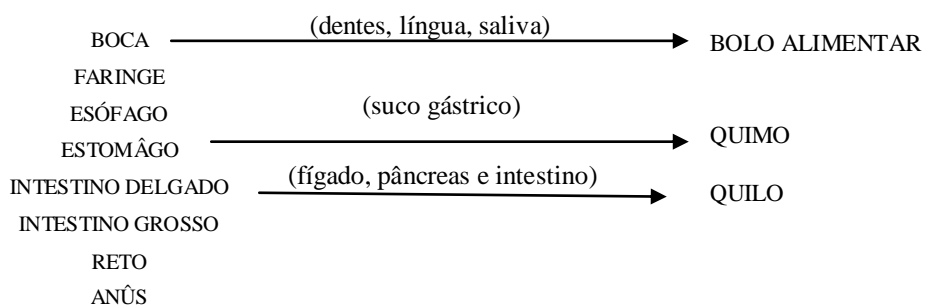 BOCA (dentes, língua, saliva) BOLO ALIMENTAR
FARINGE
ESÓFAGO
ESTOMÂGO (suco gástrico) QUIMO
INTESTINO DELGADO (fígado, pâncreas e intestino) QUILO
INTESTINO GROSSO
RETO
ANÛS